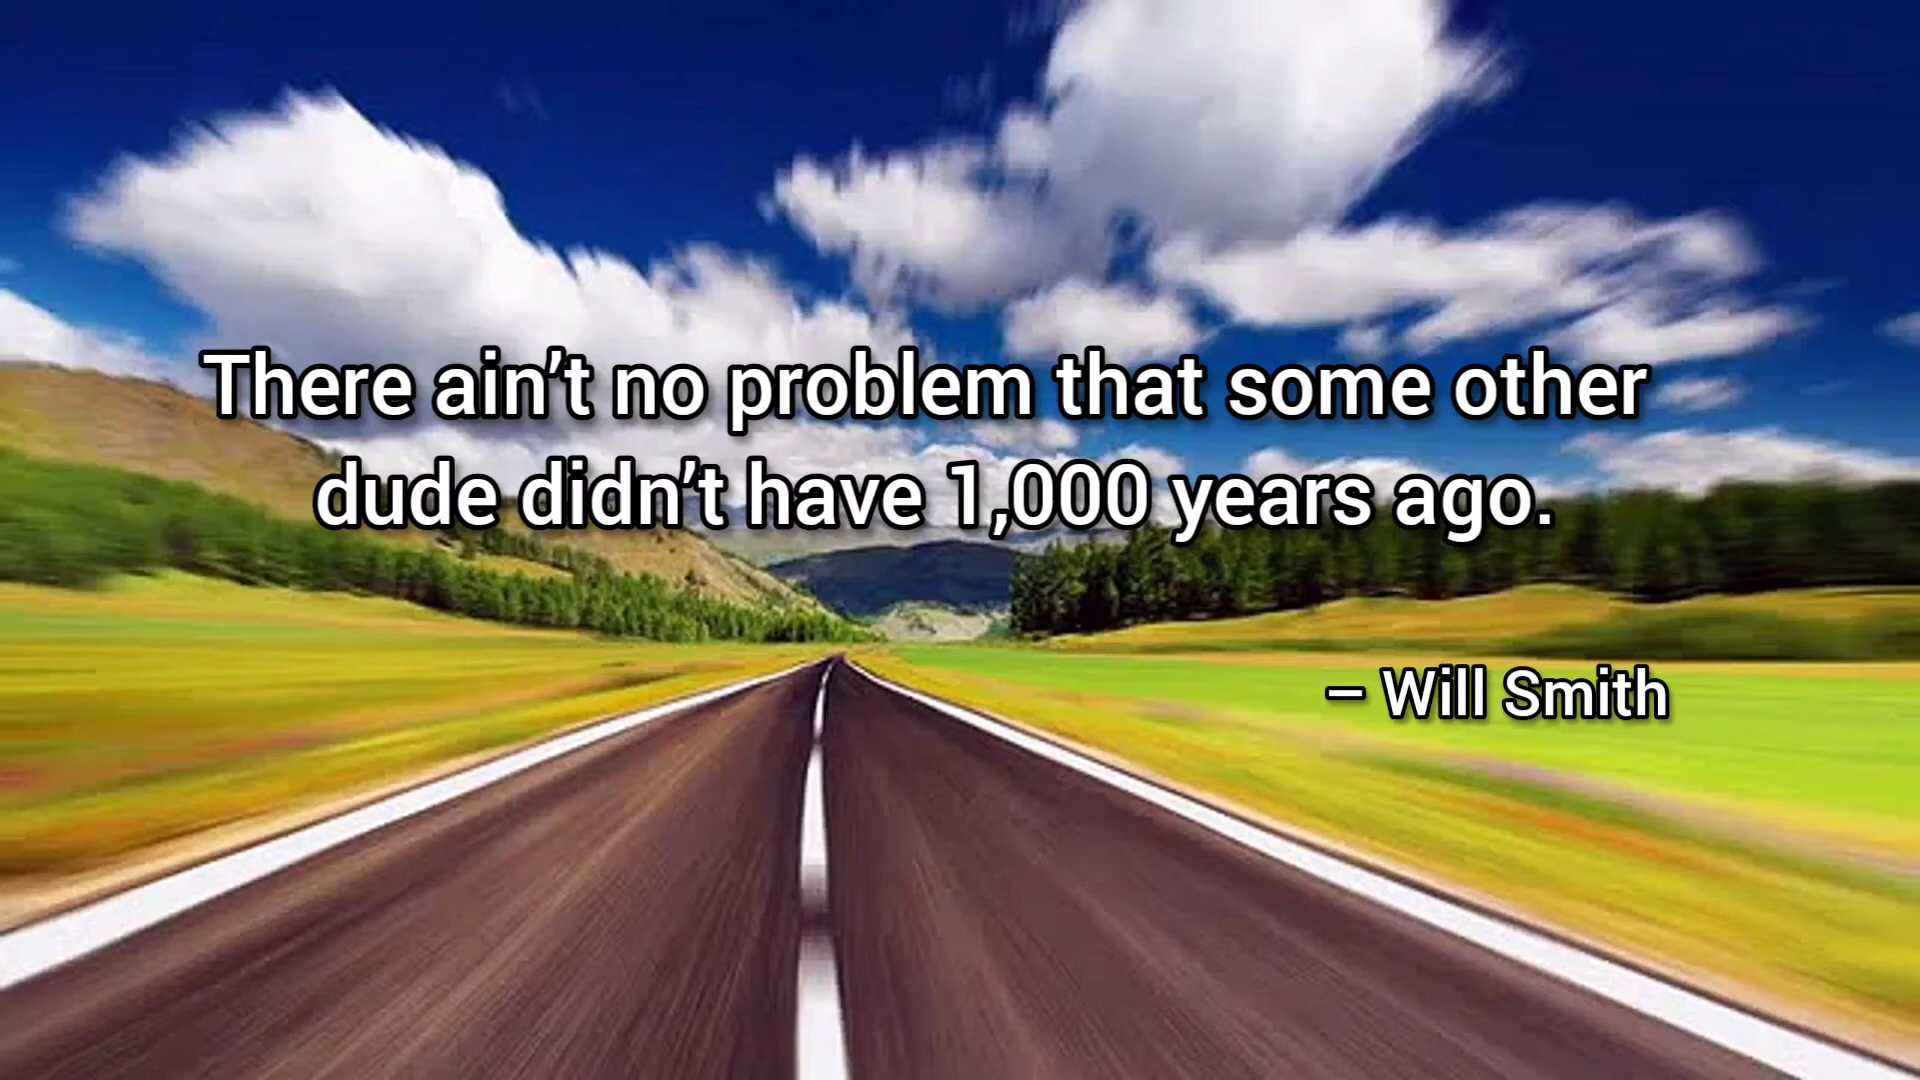 There ain’t no problem that some other
dude didn’t have 1,000 years ago.
– Will Smith